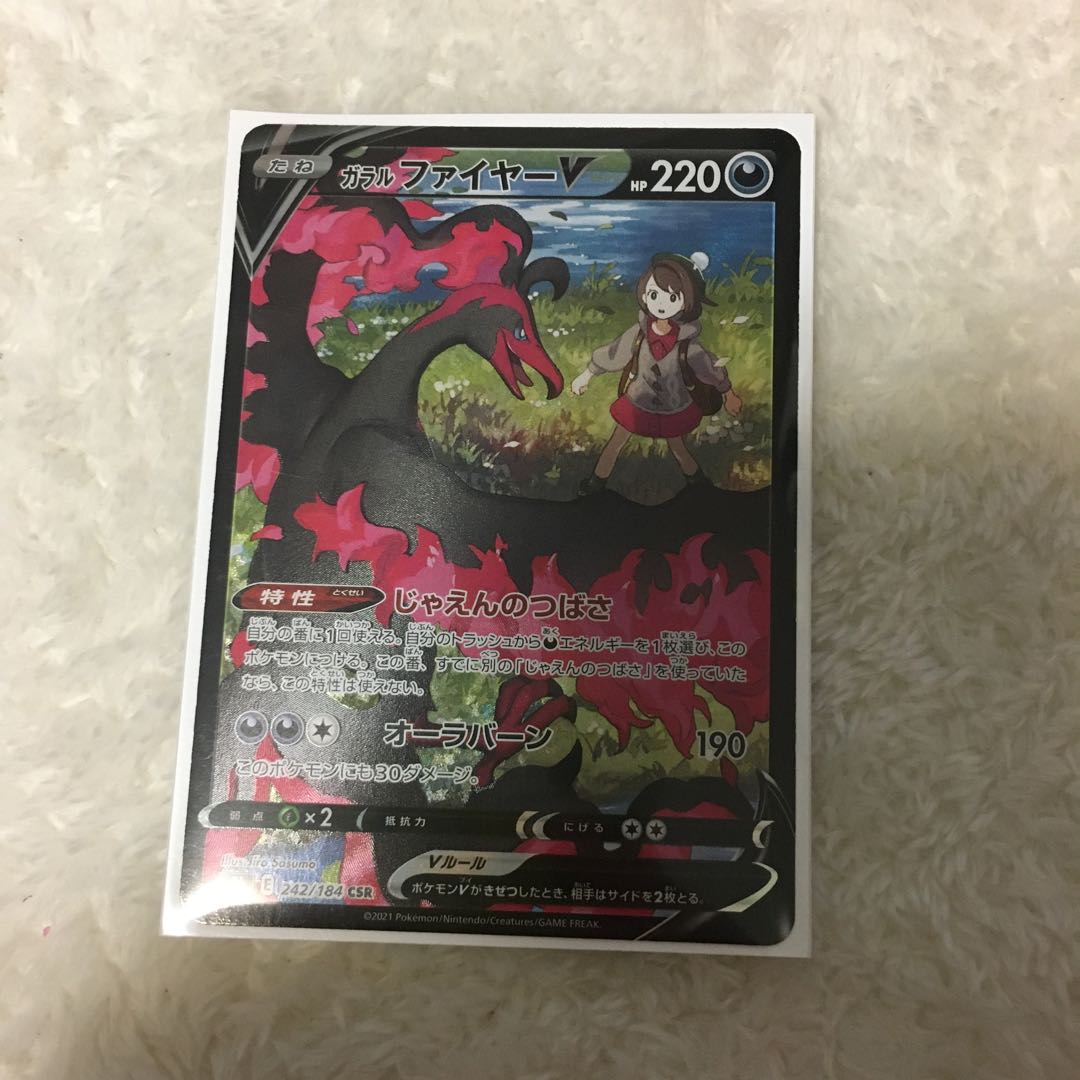 たね ガラル ファイヤーV HP 220
特性 とくせい じゃえんのつばさ
自分の番に1回使える。自分のトラッシュからエネルギーを1枚選び、この
ポケモンにつける。この番、すでに別の「じゃえんのつばさ」を使っていた
なら、この特性は使えない。
オーラバーン 190
このポケモンにも30ダメージ。
弱点 ×2 抵抗力 にげる
Vルール
ポケモンVがきぜつしたとき、相手はサイドを2枚とる。
Illus. Jiro Sasumo
E 242/184 CSR
©2021 Pokémon/Nintendo/Creatures/GAME FREAK.